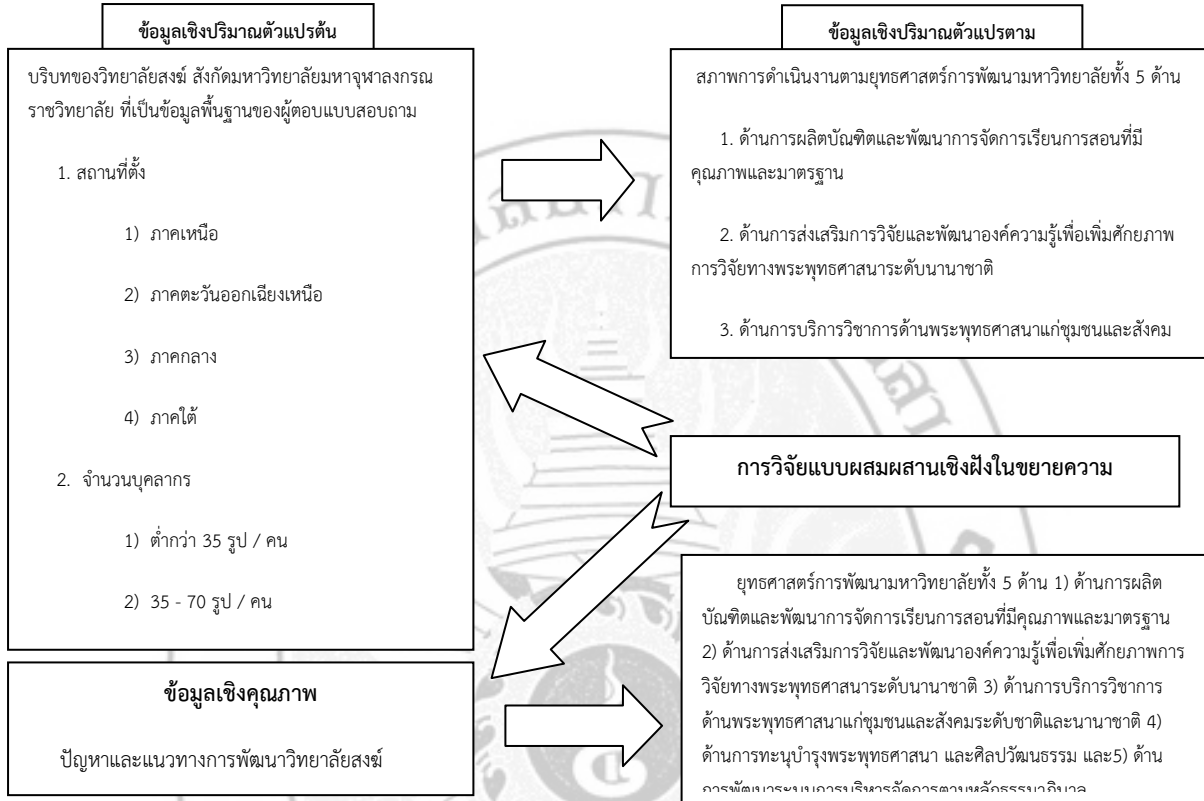 ข้อมูลเชิงปริมาณตัวแปรต้น
บริบทของวิทยาลัยสงฆ์ สังกัดมหาวิทยาลัยมหาจุฬาลงกรณ
ราชวิทยาลัย ที่เป็นข้อมูลพื้นฐานของผู้ตอบแบบสอบถาม
1. สถานที่ตั้ง
1) ภาคเหนือ
2) ภาคตะวันออกเฉียงเหนือ
3) ภาคกลาง
4) ภาคใต้
2. จำนวนบุคลากร
1) ต่ำกว่า 35 รูป / คน
2) 35 - 70 รูป / คน
ข้อมูลเชิงปริมาณตัวแปรตาม
สภาพการดำเนินงานตามยุทธศาสตร์การพัฒนามหาวิทยาลัยทั้ง 5 ด้าน
1. ด้านการผลิตบัณฑิตและพัฒนาการจัดการเรียนการสอนที่มี
คุณภาพและมาตรฐาน
2. ด้านการส่งเสริมการวิจัยและพัฒนาองค์ความรู้เพื่อเพิ่มศักยภาพ
การวิจัยทางพระพุทธศาสนาระดับนานาชาติ
3. ด้านการบริการวิชาการด้านพระพุทธศาสนาแก่ชุมชนและสังคม
การวิจัยแบบผสมผสานเชิงฝังในขยายความ
ข้อมูลเชิงคุณภาพ
ปัญหาและแนวทางการพัฒนาวิทยาลัยสงฆ์
ยุทธศาสตร์การพัฒนามหาวิทยาลัยทั้ง 5 ด้าน 1) ด้านการผลิต
บัณฑิตและพัฒนาการจัดการเรียนการสอนที่มีคุณภาพและมาตรฐาน
2) ด้านการส่งเสริมการวิจัยและพัฒนาองค์ความรู้เพื่อเพิ่มศักยภาพการ
วิจัยทางพระพุทธศาสนาระดับนานาชาติ 3) ด้านการบริการวิชาการ
ด้านพระพุทธศาสนาแก่ชุมชนและสังคมระดับชาติและนานาชาติ 4)
ด้านการทะนุบำรุงพระพุทธศาสนา และศิลปวัฒนธรรม และ5) ด้าน
การพัฒนาระบบการบริหารจัดการตามหลักธรรมาภิบาล